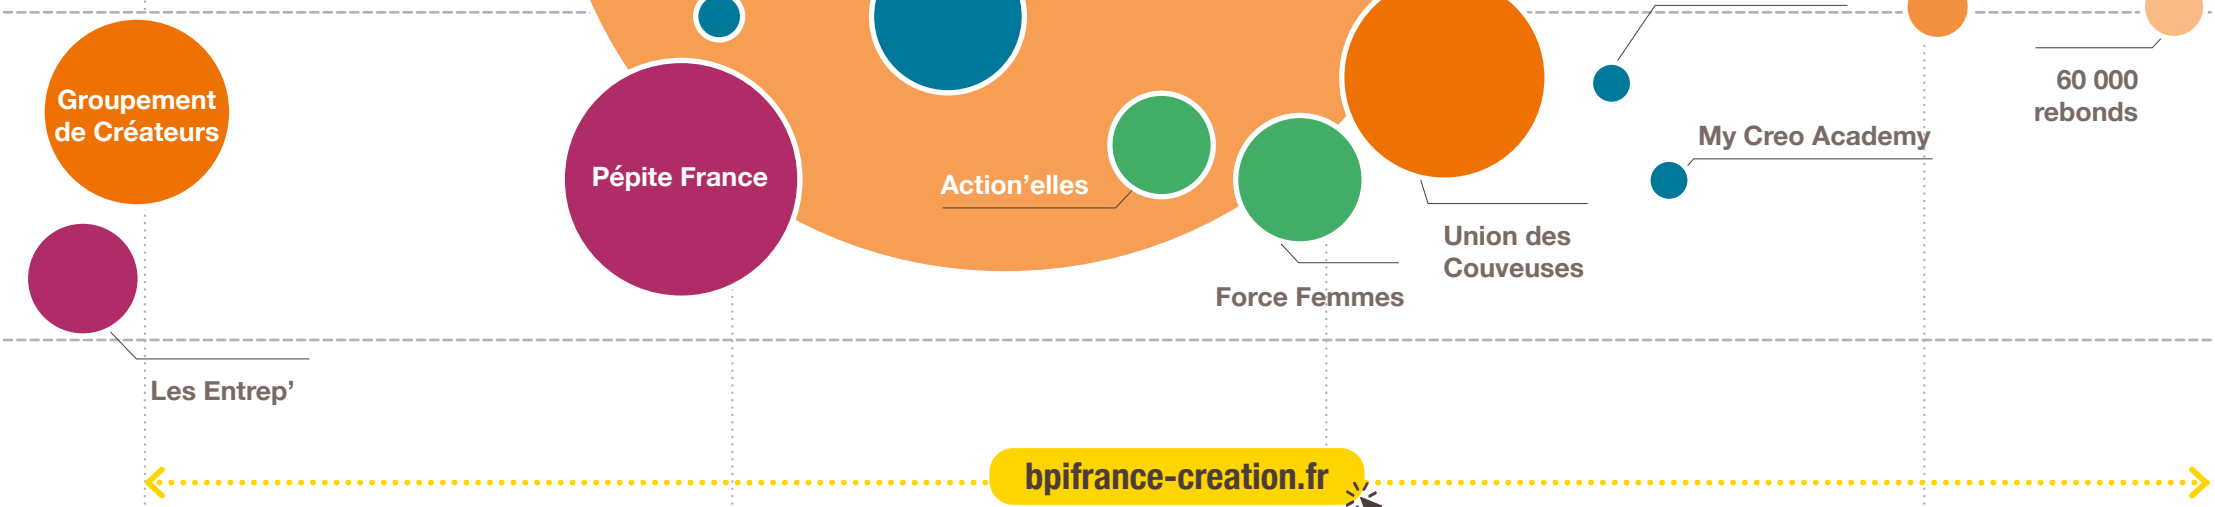 Groupement
de Créateurs
Pépite France
Action’elles
Force Femmes
Union des
Couveuses
My Creo Academy
60 000
rebonds
Les Entrep’
bpifrance-creation.fr